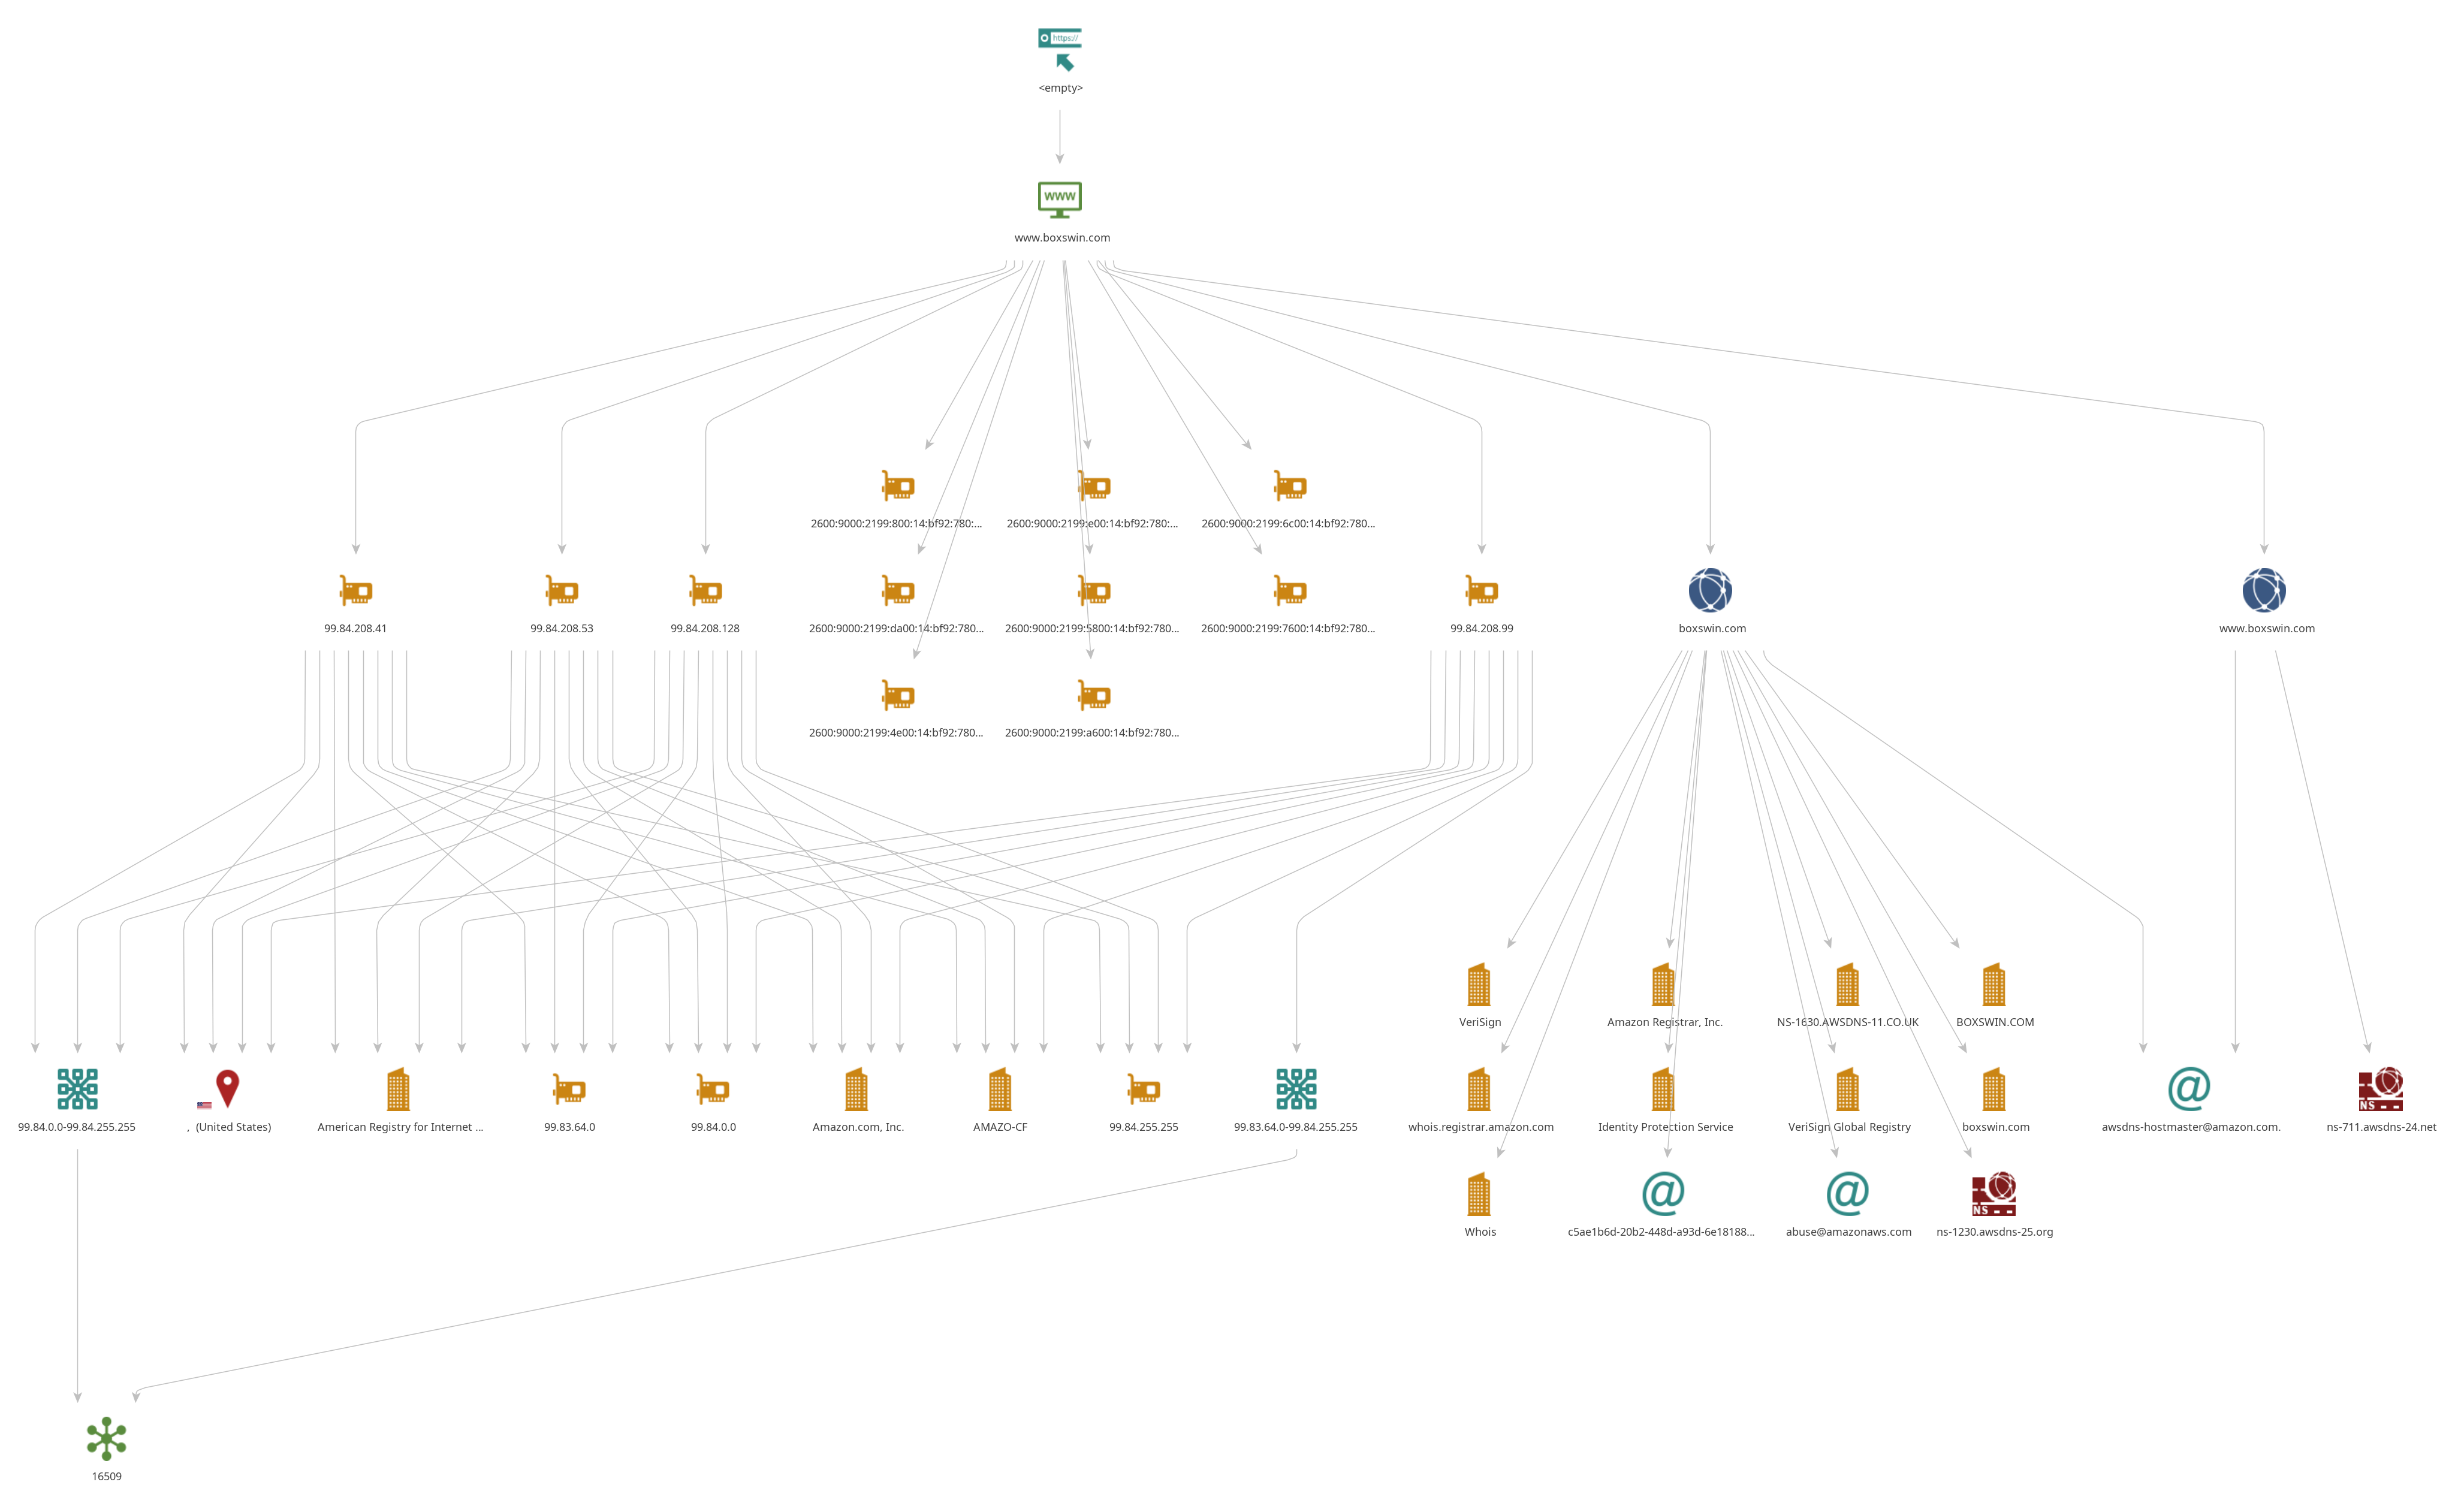 https://
<empty>
www
www.boxswin.com
2600:9000:2199:800:14:bf92:780:...
2600:9000:2199:e00:14:bf92:780:...
2600:9000:2199:6c00:14:bf92:780...
99.84.208.41
99.84.208.53
99.84.208.128
2600:9000:2199:da00:14:bf92:780...
2600:9000:2199:5800:14:bf92:780...
2600:9000:2199:7600:14:bf92:780...
99.84.208.99
boxswin.com
www.boxswin.com
2600:9000:2199:4e00:14:bf92:780...
2600:9000:2199:a600:14:bf92:780...
VeriSign
Amazon Registrar, Inc.
NS-1630.AWSDNS-11.CO.UK
BOXSWIN.COM
NS
99.84.0.0-99.84.255.255
, (United States)
American Registry for Internet ...
99.83.64.0
99.84.0.0
Amazon.com, Inc.
AMAZO-CF
99.84.255.255
99.83.64.0-99.84.255.255
whois.registrar.amazon.com
Identity Protection Service
VeriSign Global Registry
boxswin.com
awsdns-hostmaster@amazon.com.
ns-711.awsdns-24.net
NS
Whois
c5ae1b6d-20b2-448d-a93d-6e18188...
abuse@amazonaws.com
ns-1230.awsdns-25.org
16509